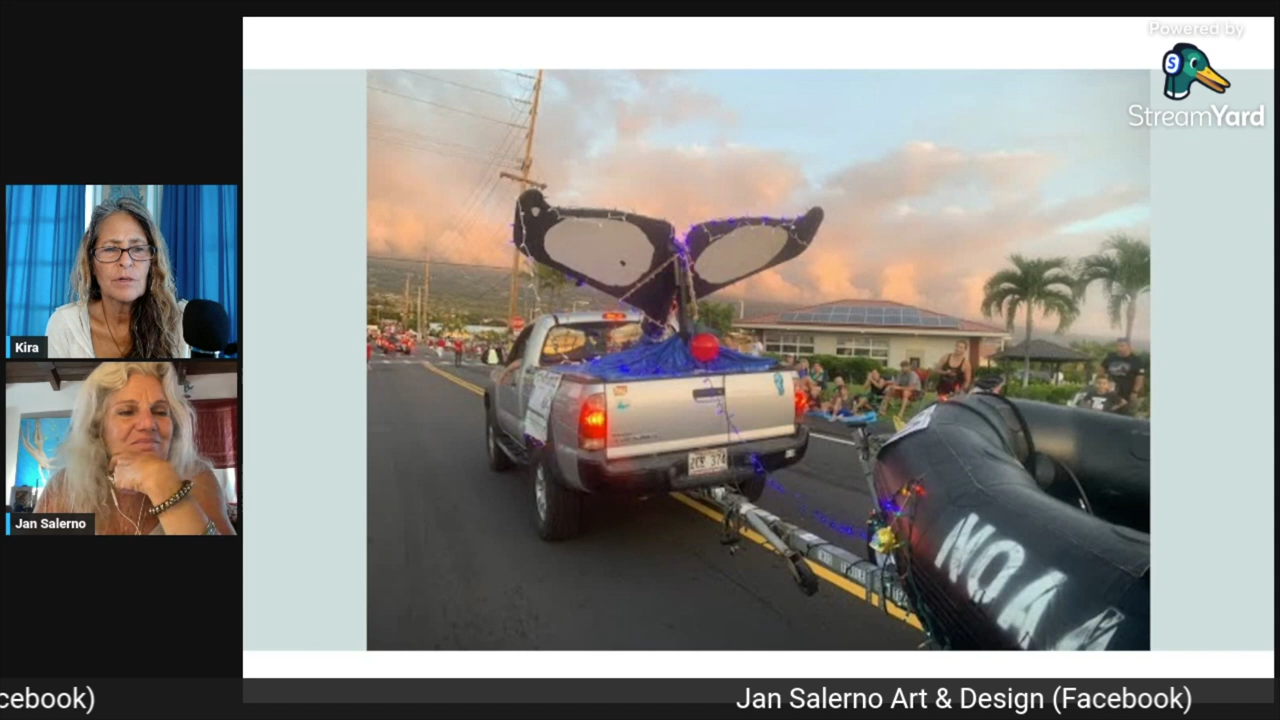 Powered by
S
StreamYard
Kira
Jan Salerno
NOAA
cebook)
Jan Salerno Art & Design (Facebook)